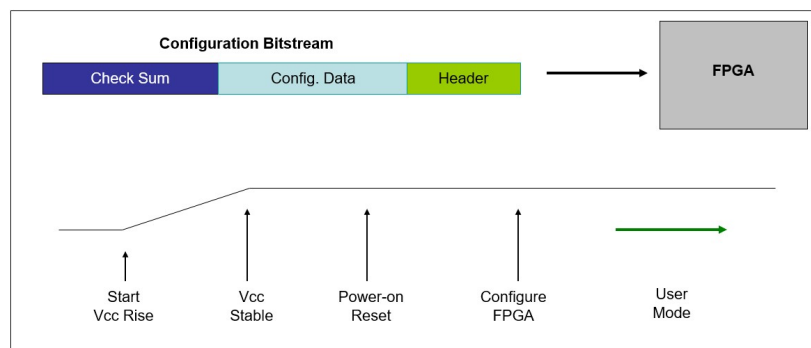 Configuration Bitstream
Check Sum
Config. Data
Header
FPGA
Start
Vcc Rise
Vcc
Stable
Power-on
Reset
Configure
FPGA
User
Mode